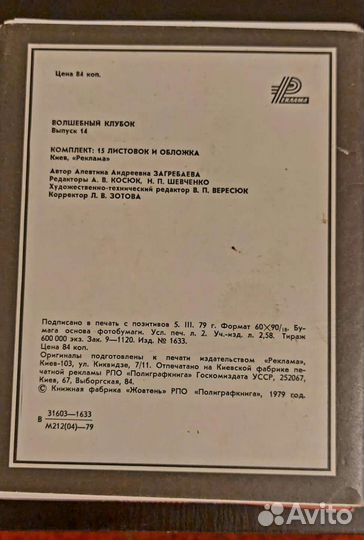 Цена 84 коп.
РЕКЛАМА
ВОЛШЕБНЫЙ КЛУБОК
Выпуск 14
КОМПЛЕКТ: 15 ЛИСТОВОК И ОБЛОЖКА
Киев, «Реклама»
Автор Алевтина Андреевна ЗАГРЕБАЕВА
Редакторы А. В. КОСЮК, Н. П. ШЕВЧЕНКО
Художественно-технический редактор В. П. ВЕРЕСЮК
Корректор Л. В. ЗОТОВА
Подписано в печать с позитивов 5. III. 79 г. Формат 60×90/18. Бу-
мага основа фотобумаги. Усл. печ. л. 2. Уч.-изд. л. 2,58. Тираж
600 000 экз. Зак. 9—1120. Изд. № 1633.
Цена 84 коп.
Оригиналы подготовлены к печати издательством «Реклама»,
Киев-103, ул. Киквидзе, 7/11. Отпечатано на Киевской фабрике пе-
чатной рекламы РПО «Полиграфкнига» Госкомиздата УССР, 252067,
Киев, 67, Выборгская, 84.
© Книжная фабрика «Жовтень» РПО «Полиграфкнига», 1979 год.
В 31603—1633
М212(04)—79
Avito